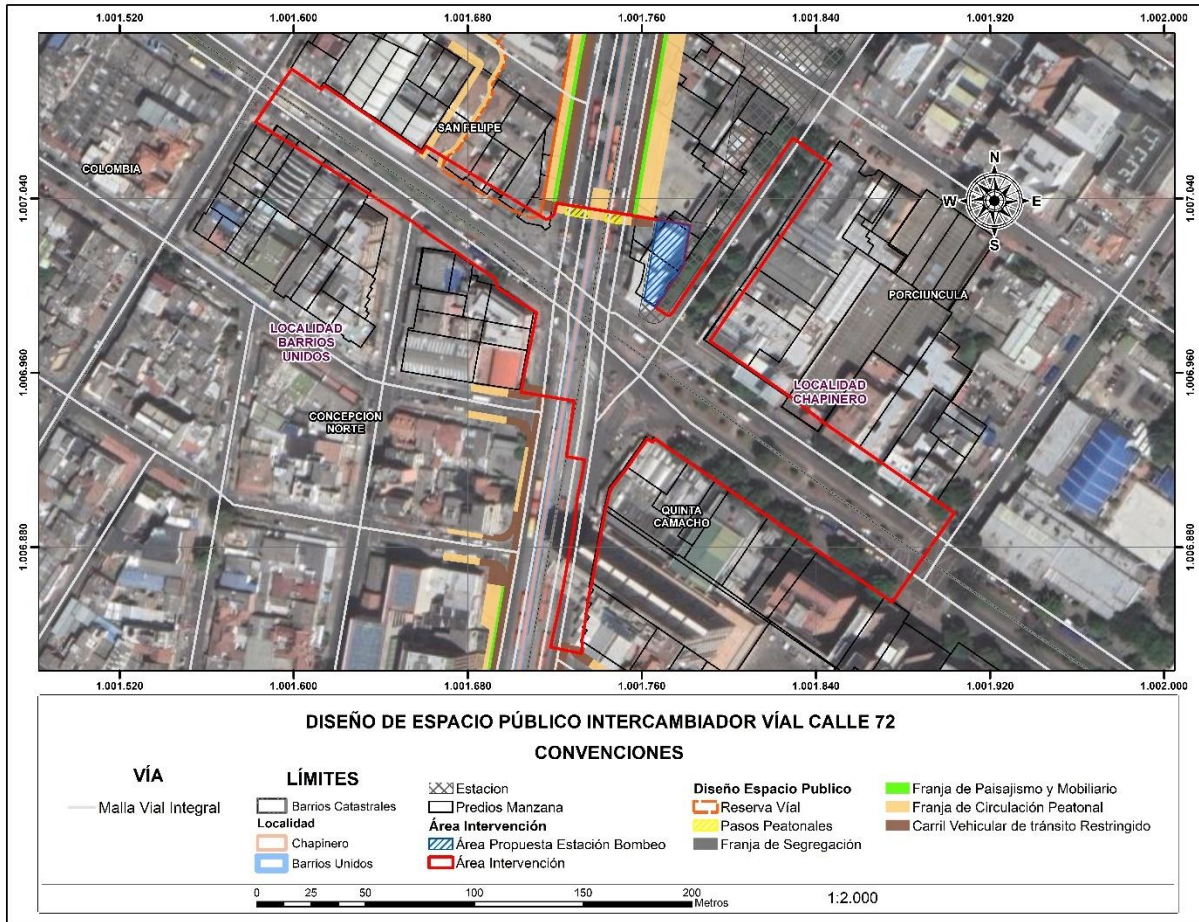 1.001.520 1.001.600 1.001.680 1.001.760 1.001.840 1.001.920 1.002.000
SAN FELIPE
COLOMBIA
1.007.040 1.007.040
N
W E
S
PORCIUNCULA
LOCALIDAD
BARRIOS
UNIDOS
1.006.960 1.006.960
LOCALIDAD
CHAPINERO
CONCEPCION
NORTE
QUINTA
CAMACHO
1.006.880 1.006.880
1.001.520 1.001.600 1.001.680 1.001.760 1.001.840 1.001.920 1.002.000
DISEÑO DE ESPACIO PÚBLICO INTERCAMBIADOR VÍAL CALLE 72
CONVENCIONES
VÍA
Malla Vial Integral
LÍMITES
Barrios Catastrales
Localidad
Chapinero
Barrios Unidos
Estacion
Predios Manzana
Área Intervención
Área Propuesta Estación Bombeo
Área Intervención
Diseño Espacio Publico
Reserva Víal
Pasos Peatonales
Franja de Segregación
Franja de Paisajismo y Mobiliario
Franja de Circulación Peatonal
Carril Vehicular de tránsito Restringido
0 25 50 100 150 200
Metros
1:2.000